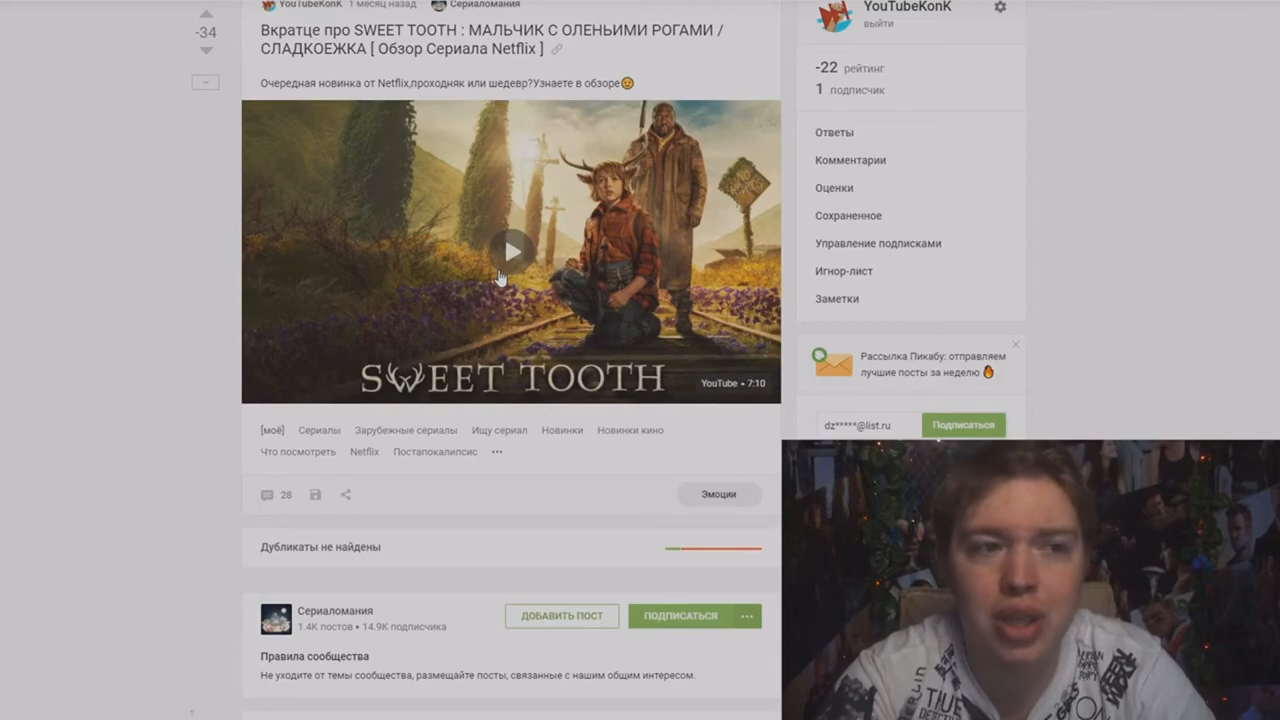 YouTubeKonK 1 месяц назад Сериаломания
-34
Вкратце про SWEET TOOTH : МАЛЬЧИК С ОЛЕНЬИМИ РОГАМИ /
СЛАДКОЕЖКА [ Обзор Сериала Netflix ]
Очередная новинка от Netflix,проходняк или шедевр?Узнаете в обзоре😉
SWEET TOOTH
YouTube • 7:10
[моё] Сериалы Зарубежные сериалы Ищу сериал Новинки Новинки кино
Что посмотреть Netflix Постапокалипсис •••
28
Эмоции
Дубликаты не найдены
Сериаломания
1.4K постов • 14.9K подписчика
ДОБАВИТЬ ПОСТ
ПОДПИСАТЬСЯ •••
Правила сообщества
Не уходите от темы сообщества, размещайте посты, связанные с нашим общим интересом.
YouTubeKonK
выйти
-22 рейтинг
1 подписчик
Ответы
Комментарии
Оценки
Сохраненное
Управление подписками
Игнор-лист
Заметки
Рассылка Пикабу: отправляем
лучшие посты за неделю 🔥
dz*****@list.ru
Подписаться
TRUE